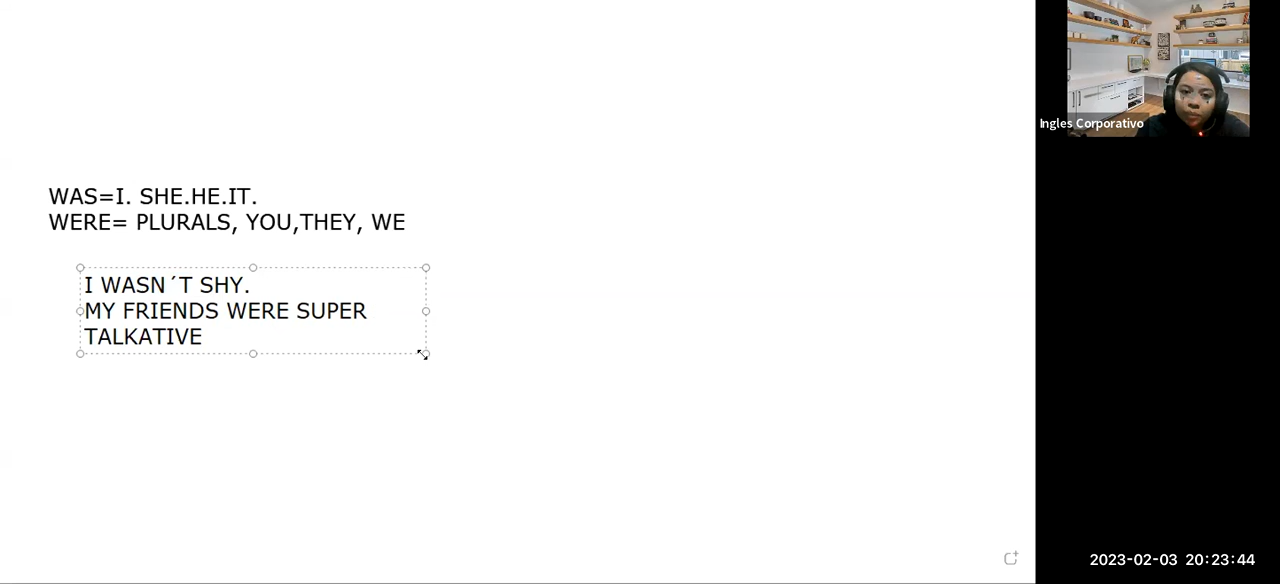 WAS=I. SHE.HE.IT.
WERE= PLURALS, YOU,THEY, WE
I WASN´T SHY.
MY FRIENDS WERE SUPER
TALKATIVE
Ingles Corporativo
2023-02-03 20:23:44